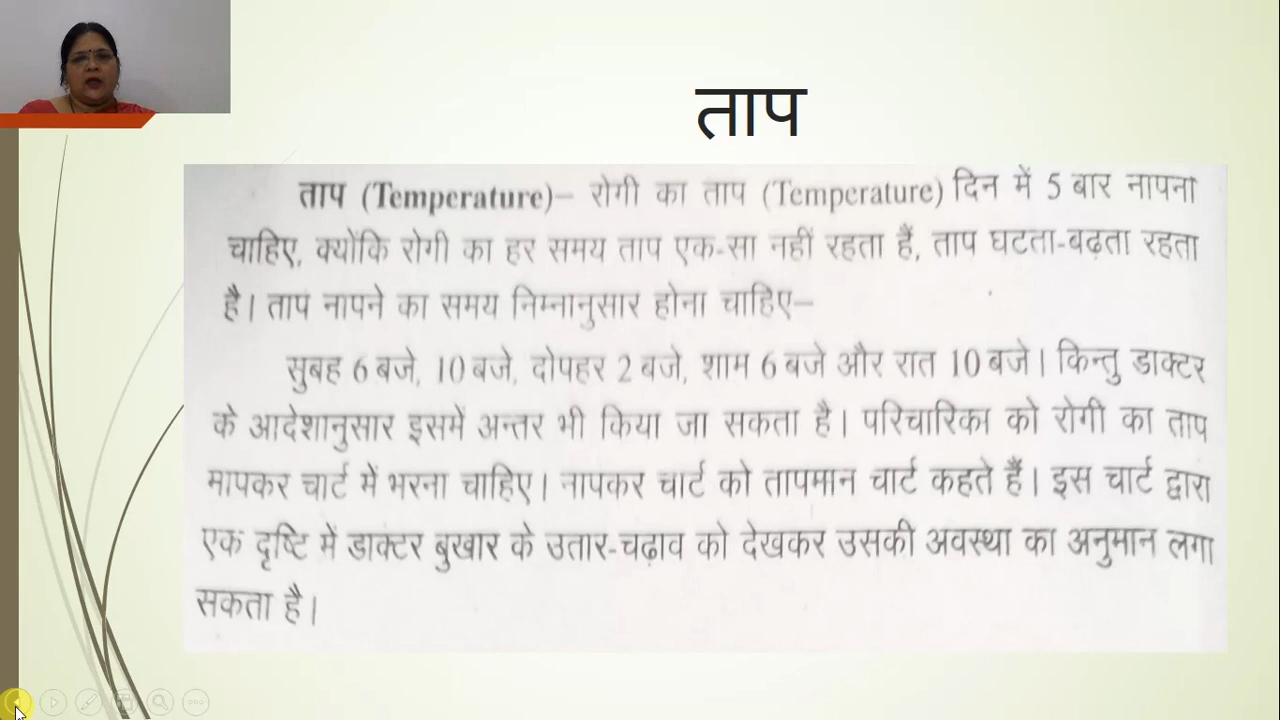 ताप
ताप (Temperature)– रोगी का ताप (Temperature) दिन में 5 बार नापना
चाहिए, क्योंकि रोगी का हर समय ताप एक-सा नहीं रहता हैं, ताप घटता-बढ़ता रहता
है। ताप नापने का समय निम्नानुसार होना चाहिए–
सुबह 6 बजे, 10 बजे, दोपहर 2 बजे, शाम 6 बजे और रात 10 बजे। किन्तु डाक्टर
के आदेशानुसार इसमें अन्तर भी किया जा सकता है। परिचारिका को रोगी का ताप
मापकर चार्ट में भरना चाहिए। नापकर चार्ट को तापमान चार्ट कहते हैं। इस चार्ट द्वारा
एक दृष्टि में डाक्टर बुखार के उतार-चढ़ाव को देखकर उसकी अवस्था का अनुमान लगा
सकता है।